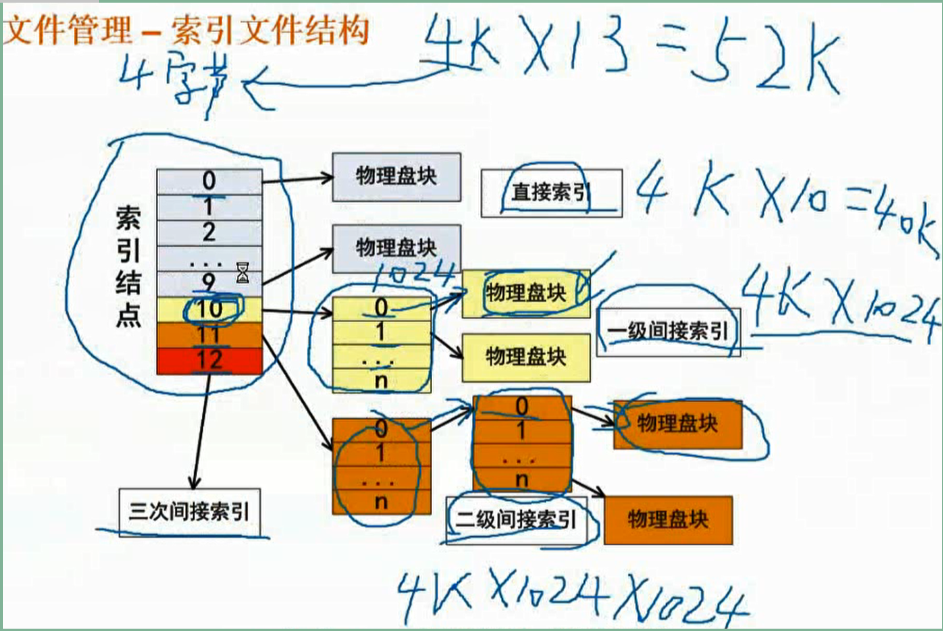 文件管理 – 索引文件结构
4K X 13 = 52K
4字节
索引结点
0
1
2
...
9
10
11
12
物理盘块
直接索引
4 K X 10 = 40K
物理盘块
1024
0
1
...
n
物理盘块
物理盘块
一级间接索引
4K X 1024
0
1
...
n
0
1
...
n
物理盘块
物理盘块
二级间接索引
三次间接索引
4K X 1024 X 1024